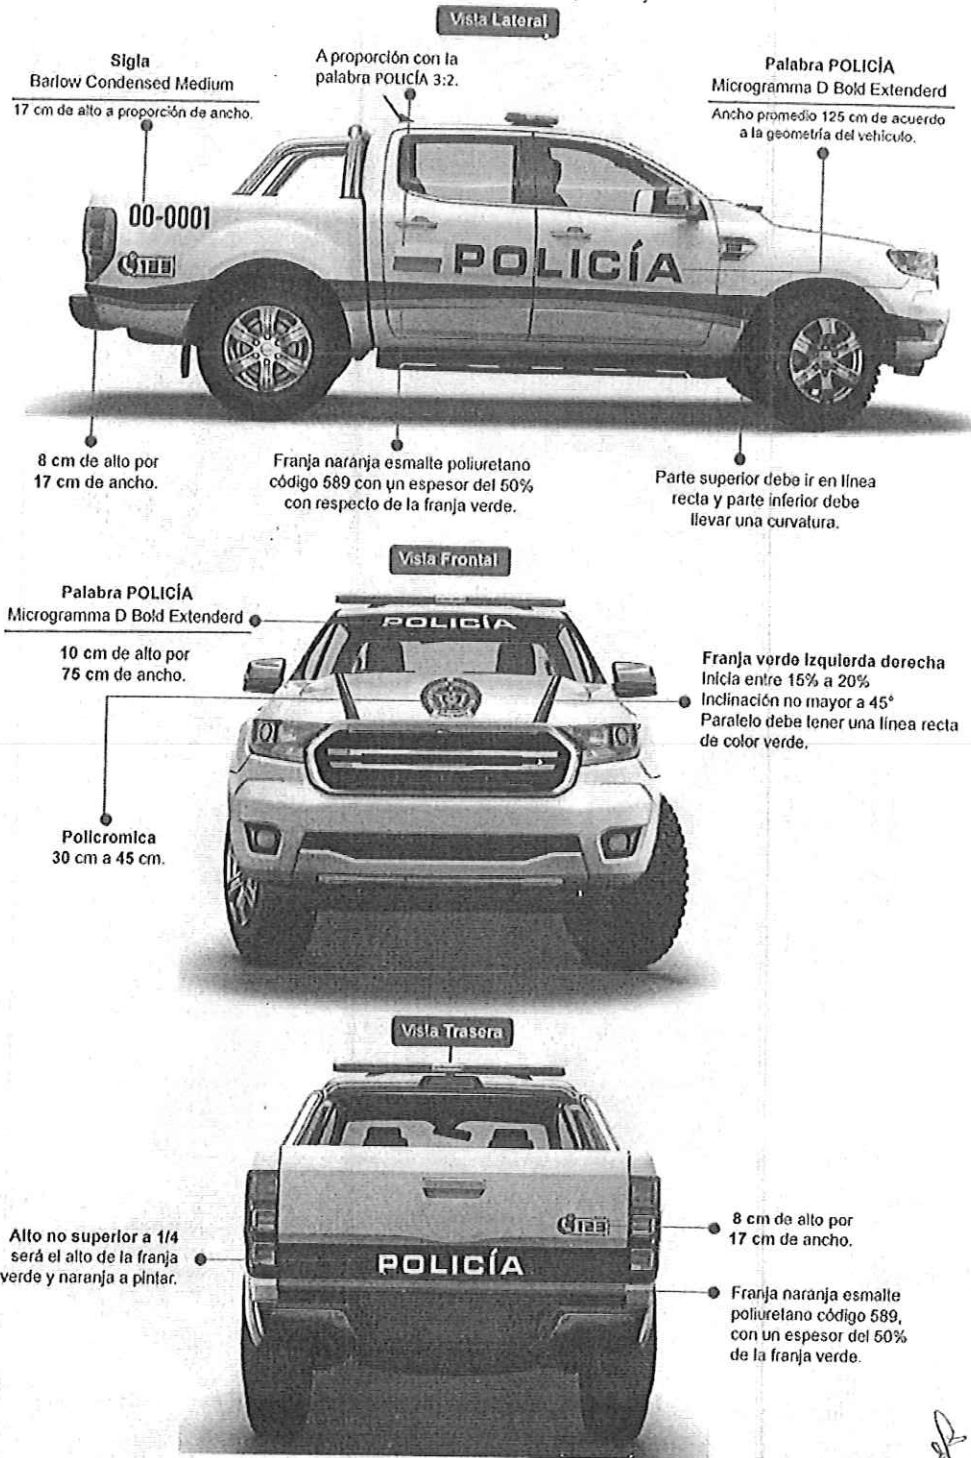 Vista Lateral
Sigla
Barlow Condensed Medium
17 cm de alto a proporción de ancho.
A proporción con la
palabra POLICÍA 3:2.
Palabra POLICÍA
Microgramma D Bold Extenderd
Ancho promedio 125 cm de acuerdo
a la geometría del vehículo.
00-0001
123
POLICÍA
8 cm de alto por
17 cm de ancho.
Franja naranja esmalte poliuretano
código 589 con un espesor del 50%
con respecto de la franja verde.
Parte superior debe ir en línea
recta y parte inferior debe
llevar una curvatura.
Vista Frontal
Palabra POLICÍA
Microgramma D Bold Extenderd
10 cm de alto por
75 cm de ancho.
POLICÍA
Franja verde Izquierda derecha
Inicia entre 15% a 20%
Inclinación no mayor a 45°
Paralelo debe tener una línea recta
de color verde.
Policromica
30 cm a 45 cm.
Vista Trasera
123
POLICÍA
Alto no superior a 1/4
será el alto de la franja
verde y naranja a pintar.
8 cm de alto por
17 cm de ancho.
Franja naranja esmalte
poliuretano código 589,
con un espesor del 50%
de la franja verde.